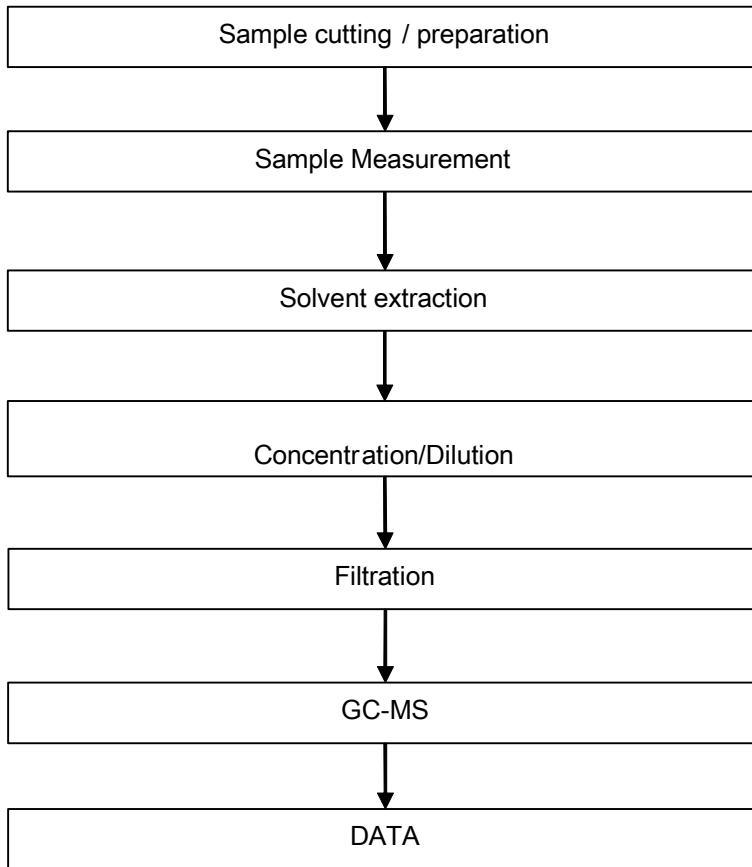 Sample cutting / preparation
Sample Measurement
Solvent extraction
Concentration/Dilution
Filtration
GC-MS
DATA